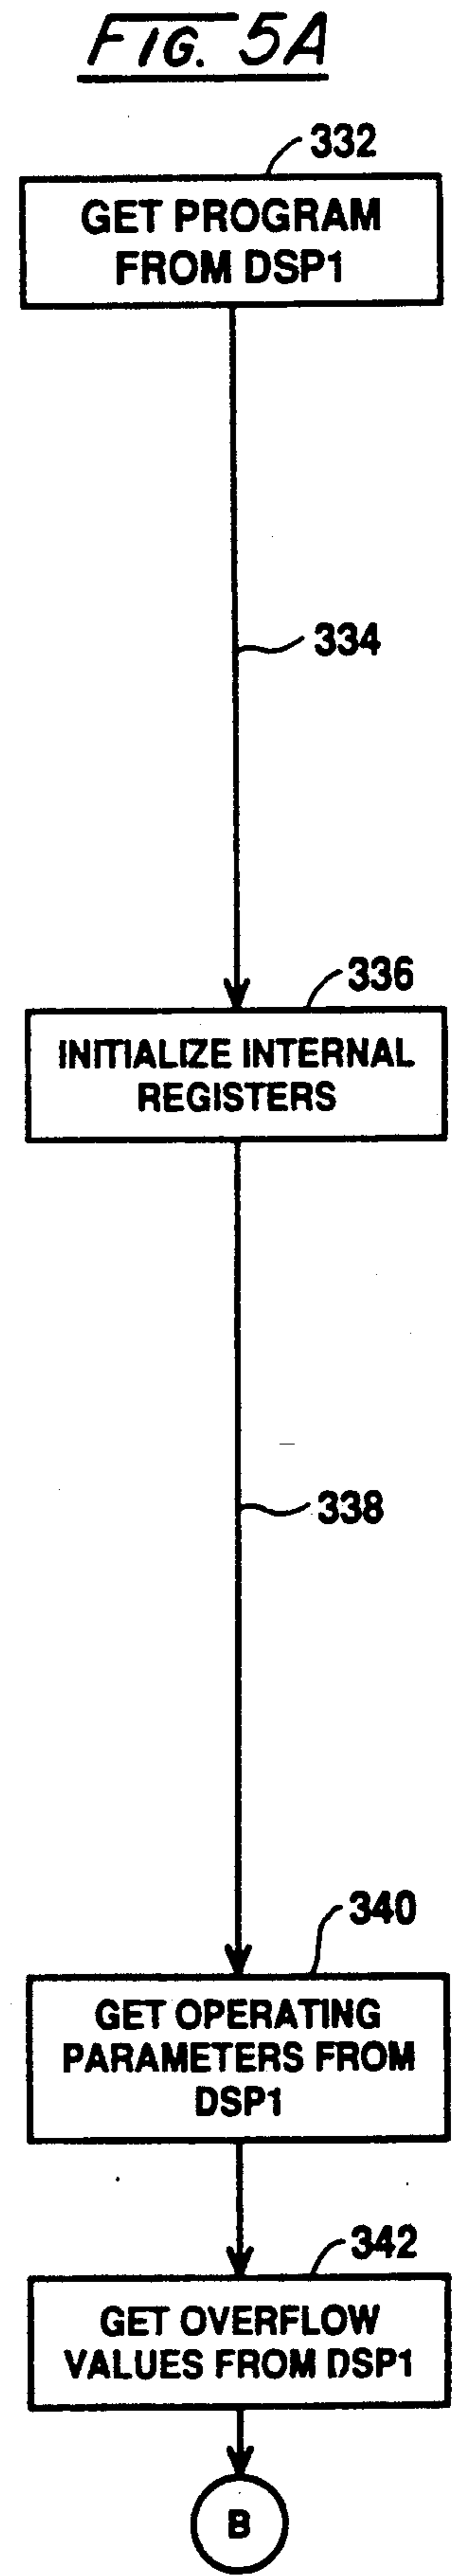 FIG. 5A
332
GET PROGRAM
FROM DSP1
334
336
INITIALIZE INTERNAL
REGISTERS
338
340
GET OPERATING
PARAMETERS FROM
DSP1
342
GET OVERFLOW
VALUES FROM DSP1
B